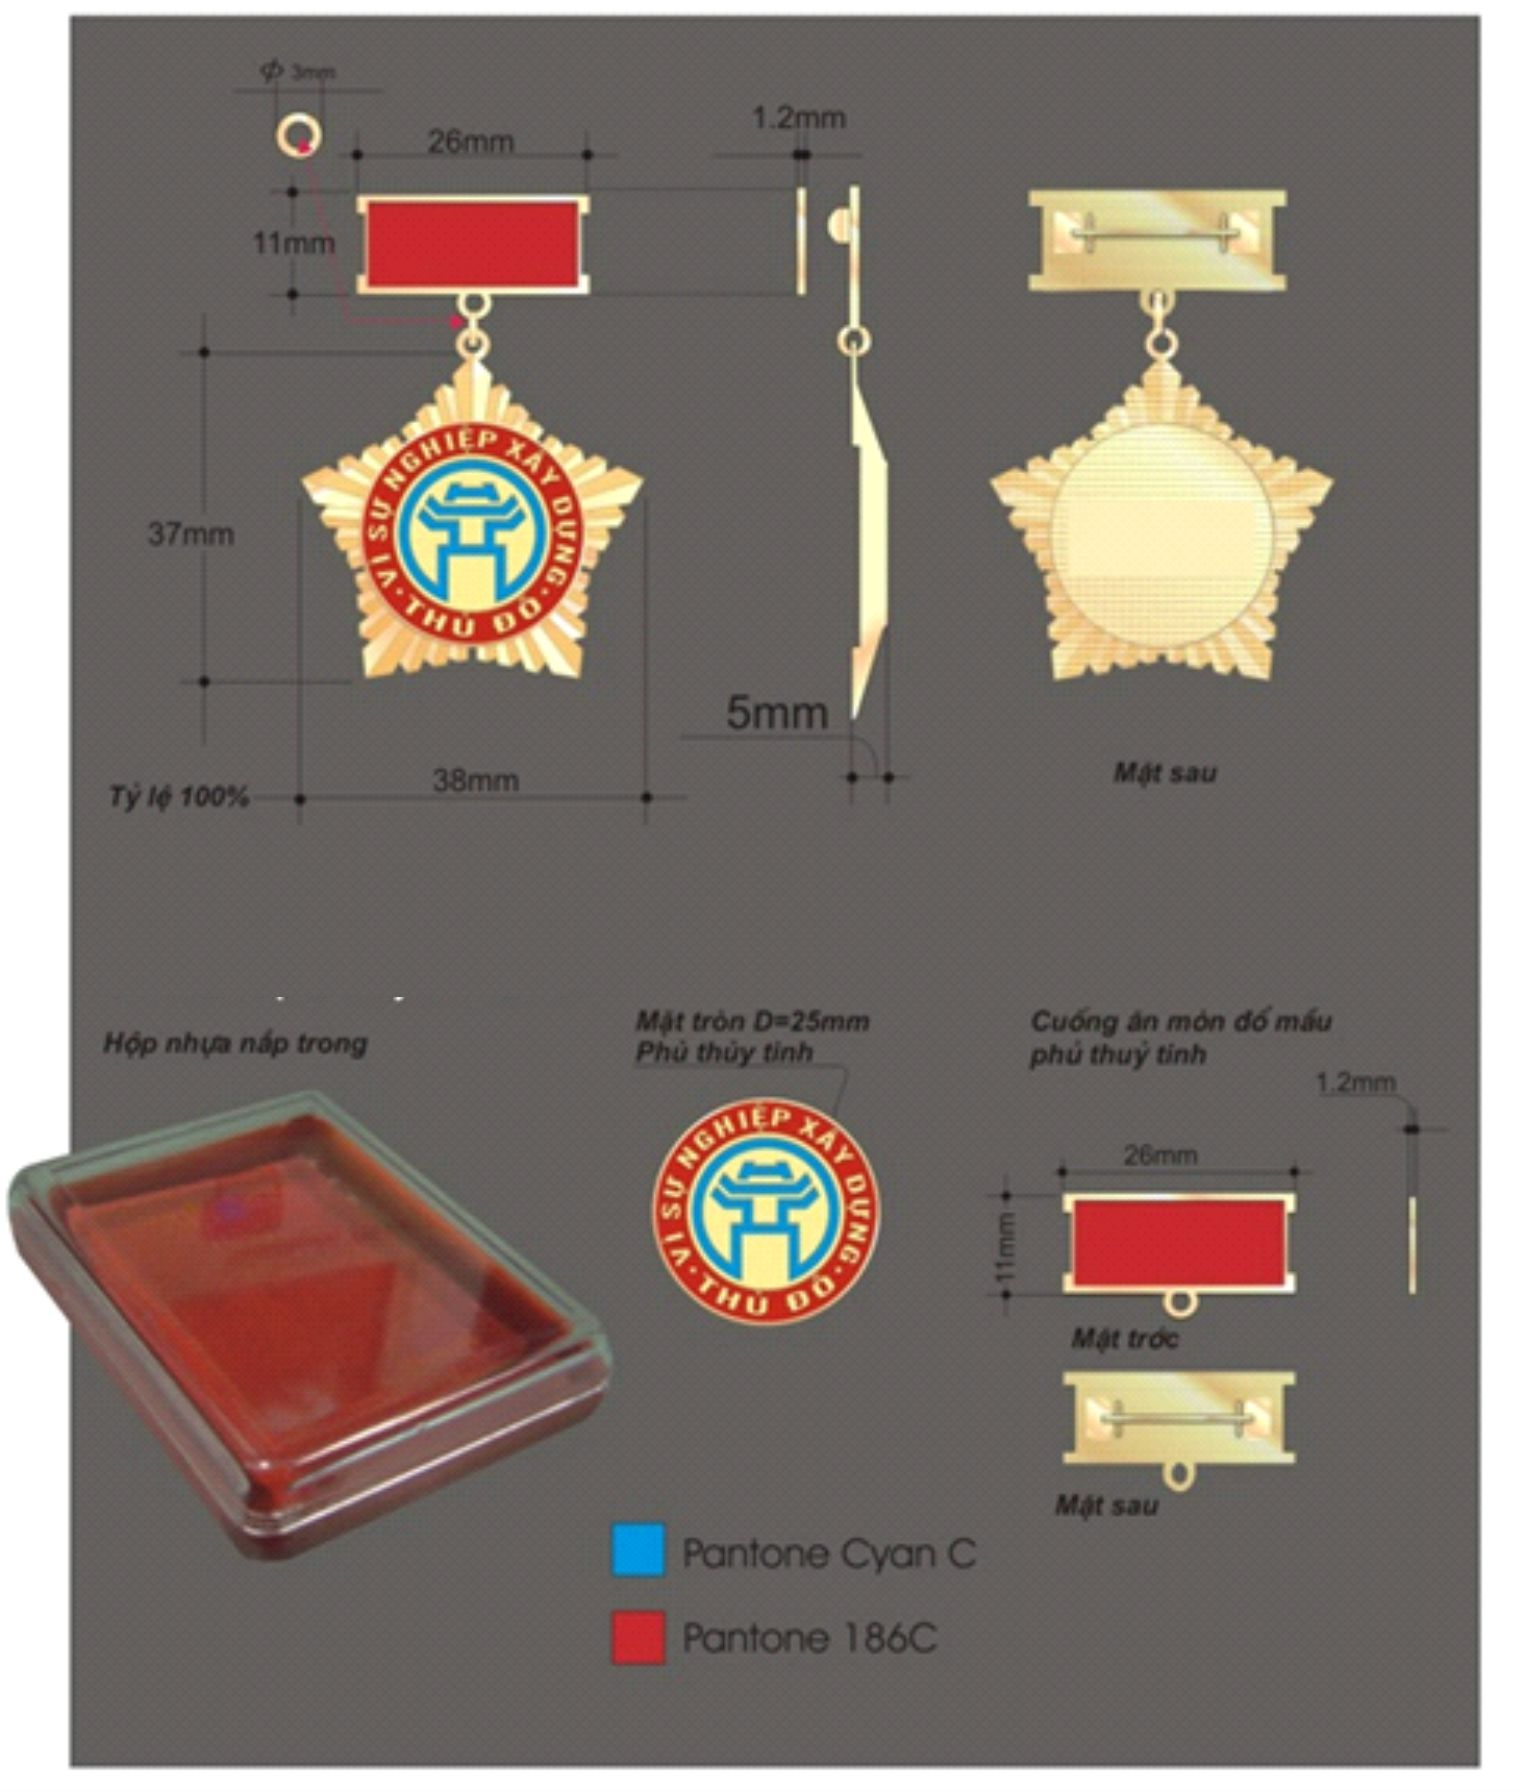 ф 3mm
26mm
1.2mm
11mm
VÌ SỰ NGHIỆP XÂY DỰNG
THỦ ĐÔ
37mm
5mm
38mm
Tỷ lệ 100%
Mặt sau
Hộp nhựa nắp trong
Mặt tròn D=25mm
Phủ thủy tinh
Cuống ăn mòn đổ mầu
phủ thuỷ tinh
1.2mm
26mm
11mm
VÌ SỰ NGHIỆP XÂY DỰNG
THỦ ĐÔ
Mặt trớc
Mặt sau
Pantone Cyan C
Pantone 186C